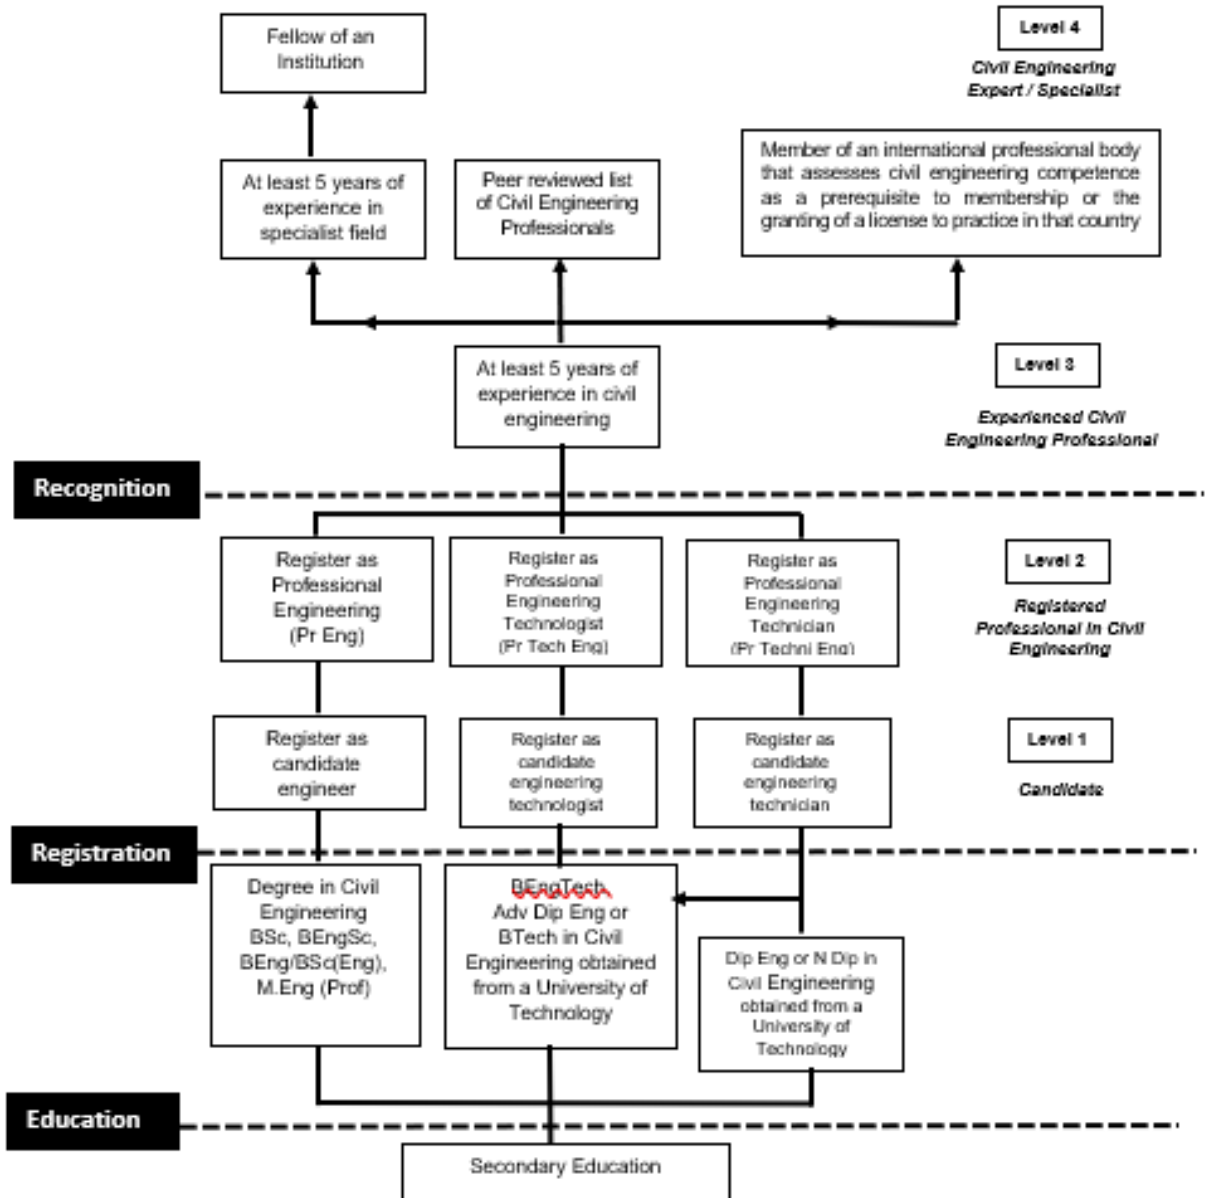 Fellow of an
Institution
Level 4
Civil Engineering
Expert / Specialist
At least 5 years of
experience in
specialist field
Peer reviewed list
of Civil Engineering
Professionals
Member of an international professional body
that assesses civil engineering competence
as a prerequisite to membership or the
granting of a license to practice in that country
At least 5 years of
experience in civil
engineering
Level 3
Experienced Civil
Engineering Professional
Recognition
Register as
Professional
Engineering
(Pr Eng)
Register as
Professional
Engineering
Technologist
(Pr Tech Eng)
Register as
Professional
Engineering
Technician
(Pr Techni Eng)
Level 2
Registered
Professional in Civil
Engineering
Register as
candidate
engineer
Register as
candidate
engineering
technologist
Register as
candidate
engineering
technician
Level 1
Candidate
Registration
Degree in Civil
Engineering
BSc, BEngSc,
BEng/BSc(Eng),
M.Eng (Prof)
BEngTech
Adv Dip Eng or
BTech in Civil
Engineering obtained
from a University of
Technology
Dip Eng or N Dip in
Civil Engineering
obtained from a
University of
Technology
Education
Secondary Education